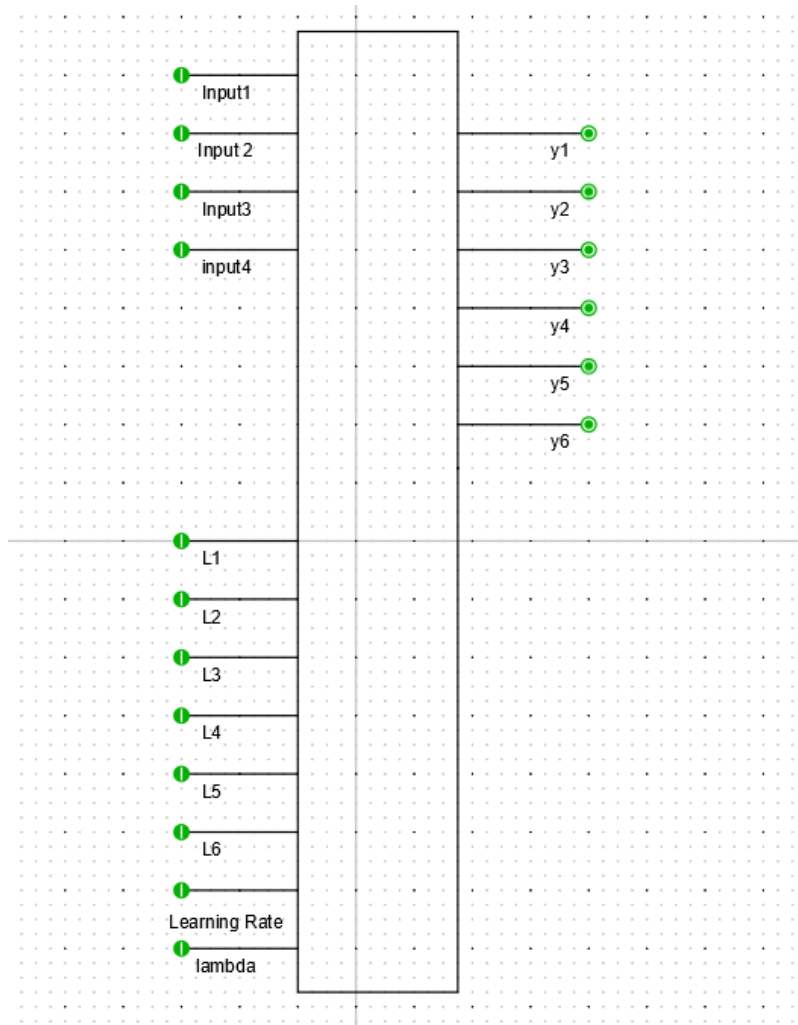 Input1
Input 2
Input3
input4
y1
y2
y3
y4
y5
y6
L1
L2
L3
L4
L5
L6
Learning Rate
lambda